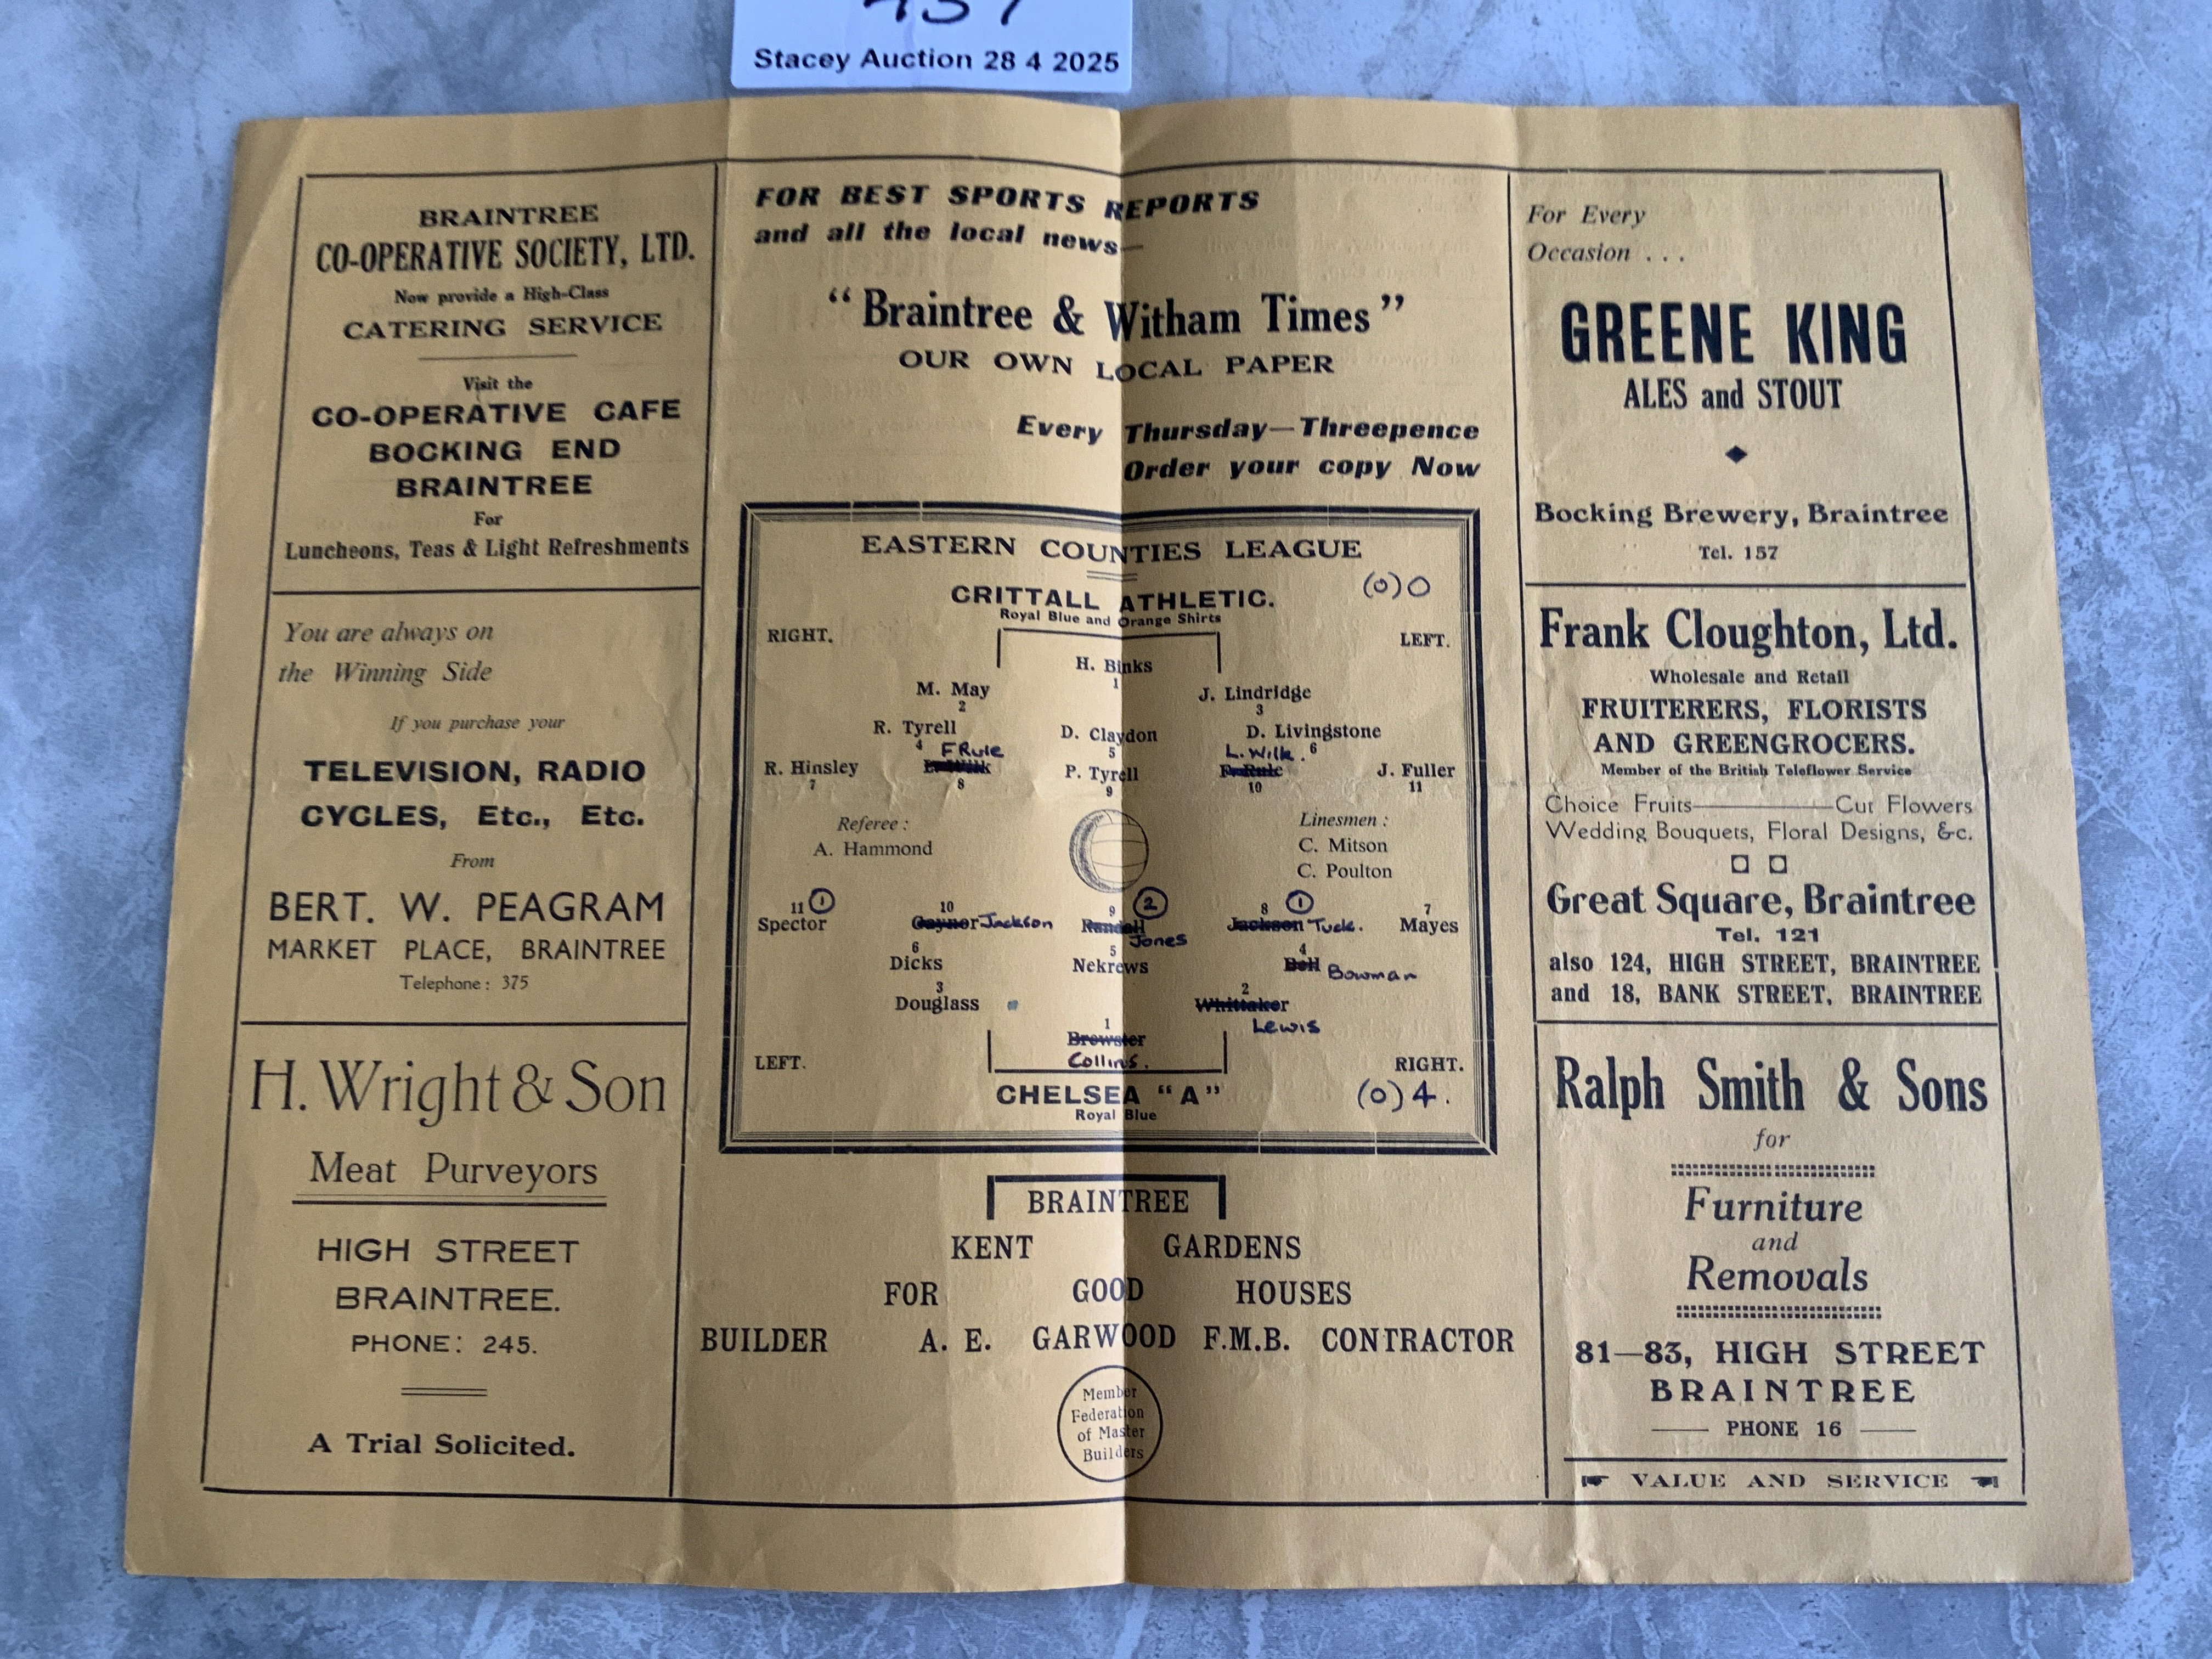 Stacey Auction 28 4 2025
BRAINTREE
CO-OPERATIVE SOCIETY, LTD.
Now provide a High-Class
CATERING SERVICE
Visit the
CO-OPERATIVE CAFE
BOCKING END
BRAINTREE
For
Luncheons, Teas & Light Refreshments
You are always on
the Winning Side
If you purchase your
TELEVISION, RADIO
CYCLES, Etc., Etc.
From
BERT. W. PEAGRAM
MARKET PLACE, BRAINTREE
Telephone: 375
H. Wright & Son
Meat Purveyors
HIGH STREET
BRAINTREE.
PHONE: 245.
A Trial Solicited.
FOR BEST SPORTS REPORTS
and all the local news—
"Braintree & Witham Times"
OUR OWN LOCAL PAPER
Every Thursday—Threepence
Order your copy Now
EASTERN COUNTIES LEAGUE
CRITTALL ATHLETIC. (0) 0
Royal Blue and Orange Shirts
RIGHT. LEFT.
H. Binks
1
M. May J. Lindridge
2 3
R. Tyrell D. Claydon D. Livingstone
4 5 6
F Rule L. Wilk.
R. Hinsley L. Wilk P. Tyrell F. Rule J. Fuller
7 8 9 10 11
Referee: Linesmen:
A. Hammond C. Mitson
C. Poulton
11 ① 10 9 ② 8 ① 7
Spector Gaynor Jackson Randall Jackson Tuck. Mayes
Jones
6 5 4
Dicks Nekrews Bell Bowman
3 2
Douglass Whittaker
Lewis
1
Brewster
Collins.
LEFT. RIGHT.
CHELSEA "A" (0) 4.
Royal Blue
BRAINTREE
KENT GARDENS
FOR GOOD HOUSES
BUILDER A. E. GARWOOD F.M.B. CONTRACTOR
Member
Federation
of Master
Builders
For Every
Occasion . . .
GREENE KING
ALES and STOUT
Bocking Brewery, Braintree
Tel. 157
Frank Cloughton, Ltd.
Wholesale and Retail
FRUITERERS, FLORISTS
AND GREENGROCERS.
Member of the British Teleflower Service
Choice Fruits————Cut Flowers
Wedding Bouquets, Floral Designs, &c.
Great Square, Braintree
Tel. 121
also 124, HIGH STREET, BRAINTREE
and 18, BANK STREET, BRAINTREE
Ralph Smith & Sons
for
Furniture
and
Removals
81—83, HIGH STREET
BRAINTREE
PHONE 16
VALUE AND SERVICE